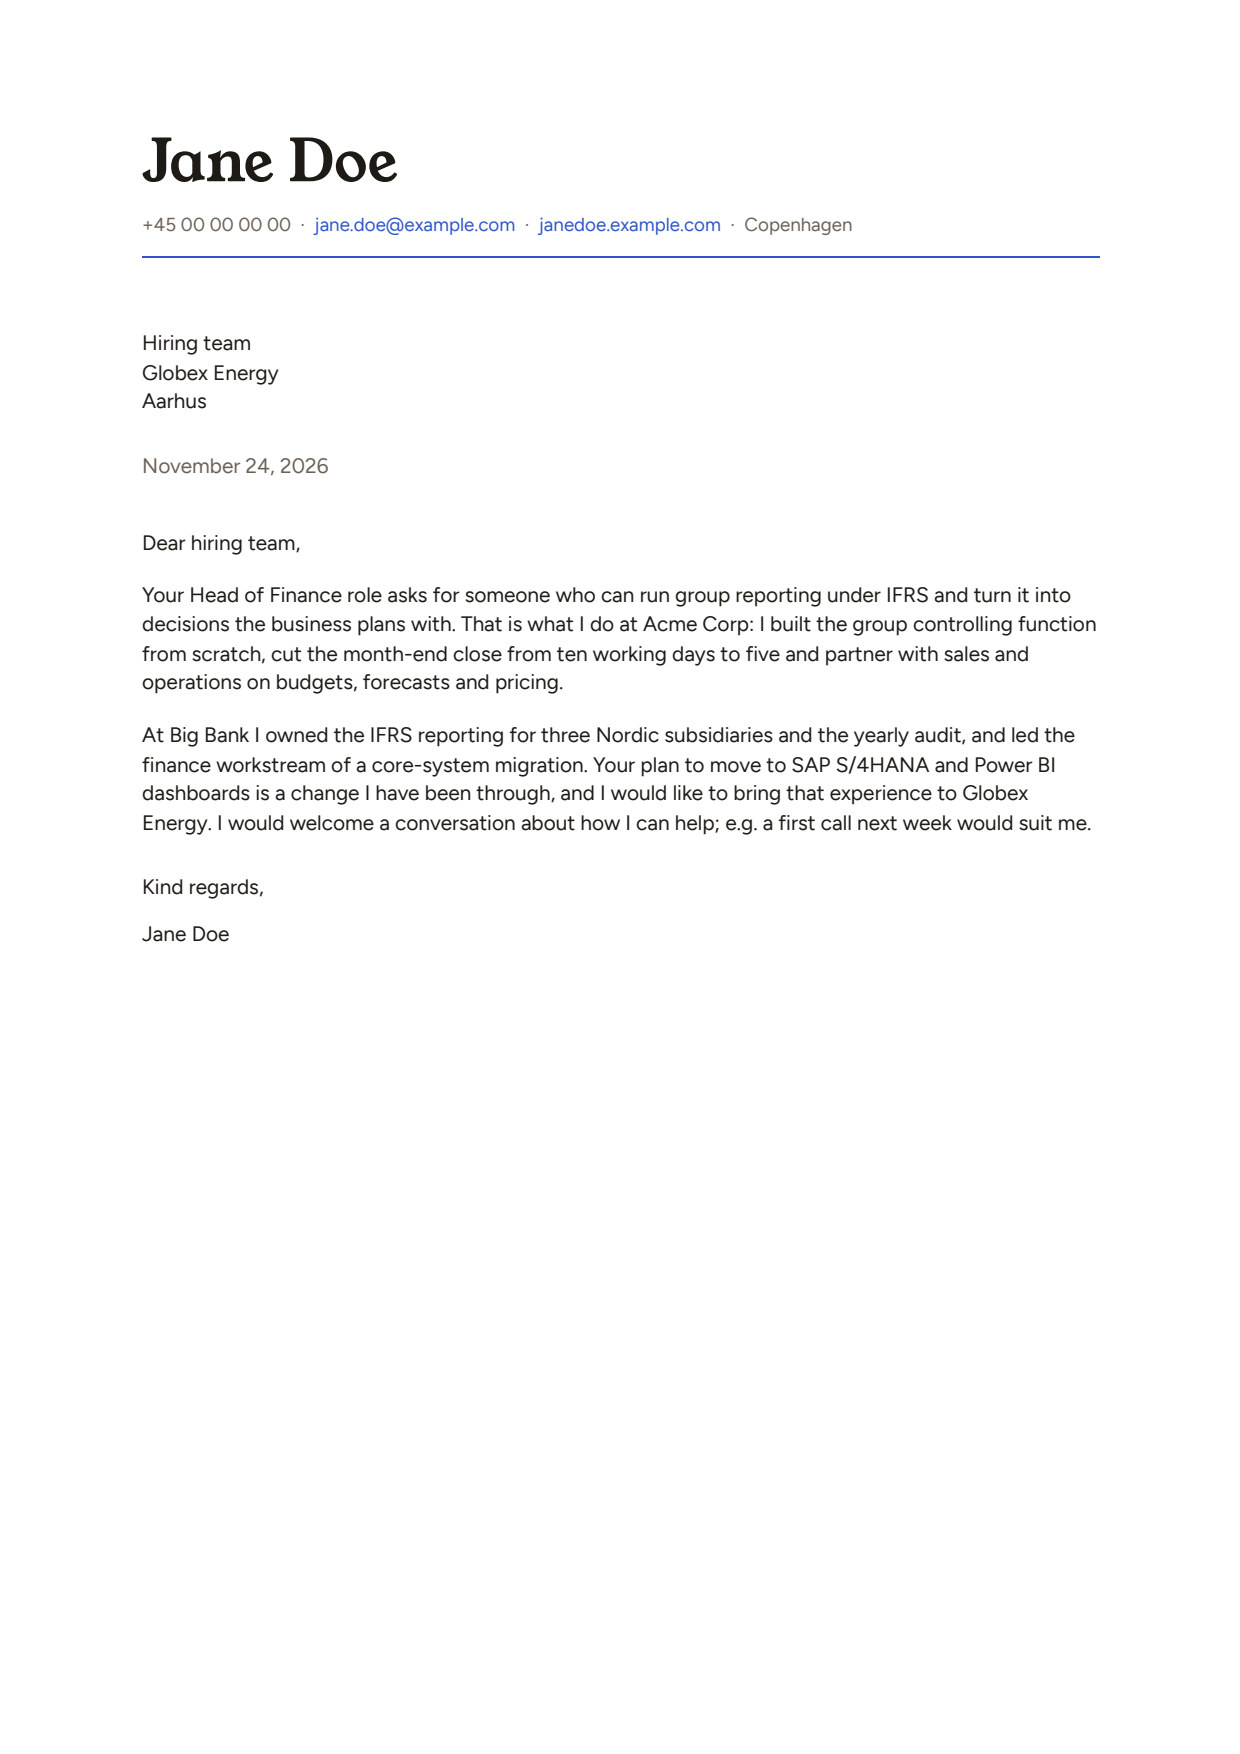 Jane Doe
+45 00 00 00 00 · jane.doe@example.com · janedoe.example.com · Copenhagen
Hiring team
Globex Energy
Aarhus
November 24, 2026
Dear hiring team,
Your Head of Finance role asks for someone who can run group reporting under IFRS and turn it into
decisions the business plans with. That is what I do at Acme Corp: I built the group controlling function
from scratch, cut the month-end close from ten working days to five and partner with sales and
operations on budgets, forecasts and pricing.
At Big Bank I owned the IFRS reporting for three Nordic subsidiaries and the yearly audit, and led the
finance workstream of a core-system migration. Your plan to move to SAP S/4HANA and Power BI
dashboards is a change I have been through, and I would like to bring that experience to Globex
Energy. I would welcome a conversation about how I can help; e.g. a first call next week would suit me.
Kind regards,
Jane Doe